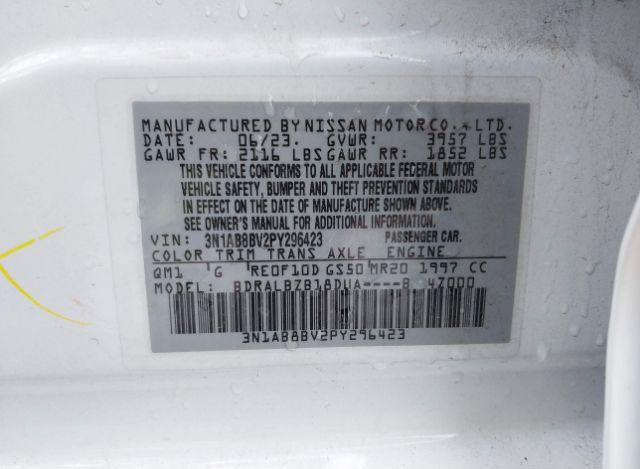 MANUFACTURED BY NISSAN MOTOR CO., LTD.
DATE: 06/23. GVWR: 3957 LBS
GAWR FR: 2116 LBS GAWR RR: 1852 LBS
THIS VEHICLE CONFORMS TO ALL APPLICABLE FEDERAL MOTOR
VEHICLE SAFETY, BUMPER AND THEFT PREVENTION STANDARDS
IN EFFECT ON THE DATE OF MANUFACTURE SHOWN ABOVE.
SEE OWNER'S MANUAL FOR ADDITIONAL INFORMATION.
VIN: 3N1AB8BV2PY296423 PASSENGER CAR.
COLOR TRIM TRANS AXLE ENGINE
QM1 G RE0F10D GS50 MR20 1997 CC
MODEL: BDRALBZB18DUA----B 4Z000
3N1AB8BV2PY296423